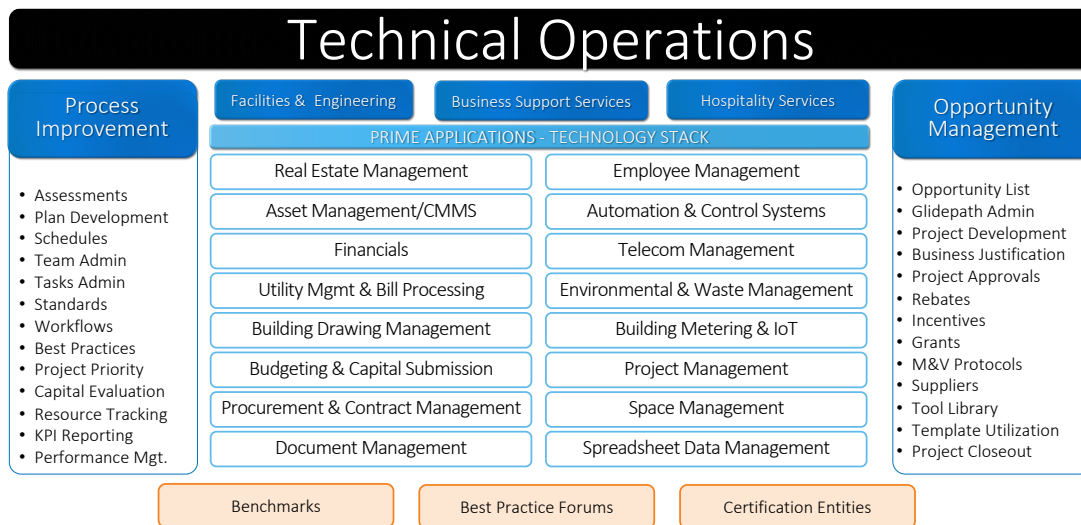 Technical Operations
Process
Improvement
• Assessments
• Plan Development
• Schedules
• Team Admin
• Tasks Admin
• Standards
• Workflows
• Best Practices
• Project Priority
• Capital Evaluation
• Resource Tracking
• KPI Reporting
• Performance Mgt.
Facilities & Engineering
Business Support Services
Hospitality Services
PRIME APPLICATIONS - TECHNOLOGY STACK
Real Estate Management
Employee Management
Asset Management/CMMS
Automation & Control Systems
Financials
Telecom Management
Utility Mgmt & Bill Processing
Environmental & Waste Management
Building Drawing Management
Building Metering & IoT
Budgeting & Capital Submission
Project Management
Procurement & Contract Management
Space Management
Document Management
Spreadsheet Data Management
Opportunity
Management
• Opportunity List
• Glidepath Admin
• Project Development
• Business Justification
• Project Approvals
• Rebates
• Incentives
• Grants
• M&V Protocols
• Suppliers
• Tool Library
• Template Utilization
• Project Closeout
Benchmarks
Best Practice Forums
Certification Entities